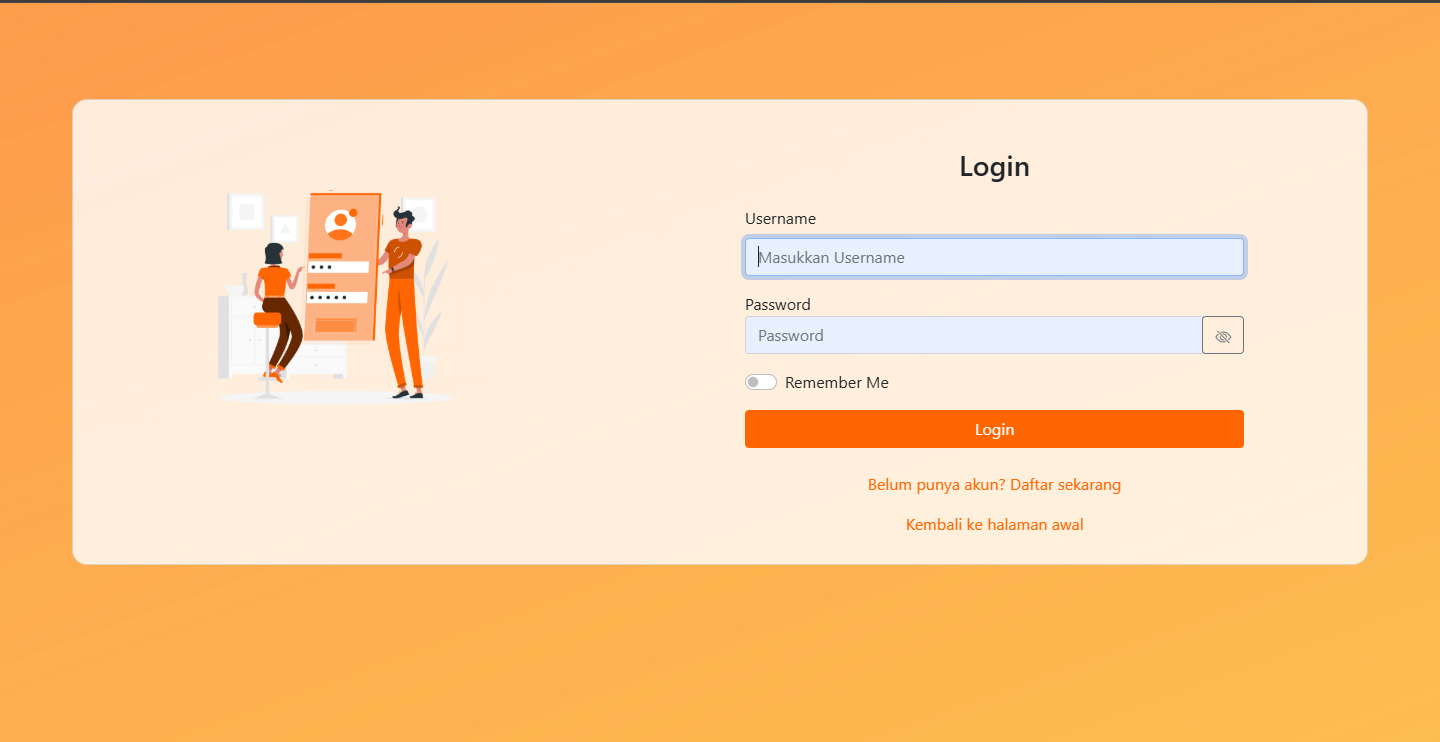 Login
Username
Masukkan Username
Password
Password
Remember Me
Login
Belum punya akun? Daftar sekarang
Kembali ke halaman awal